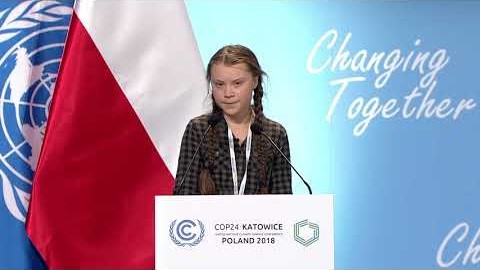 Changing
Together
COP24·KATOWICE
UNITED NATIONS CLIMATE CHANGE CONFERENCE
POLAND 2018
Ch